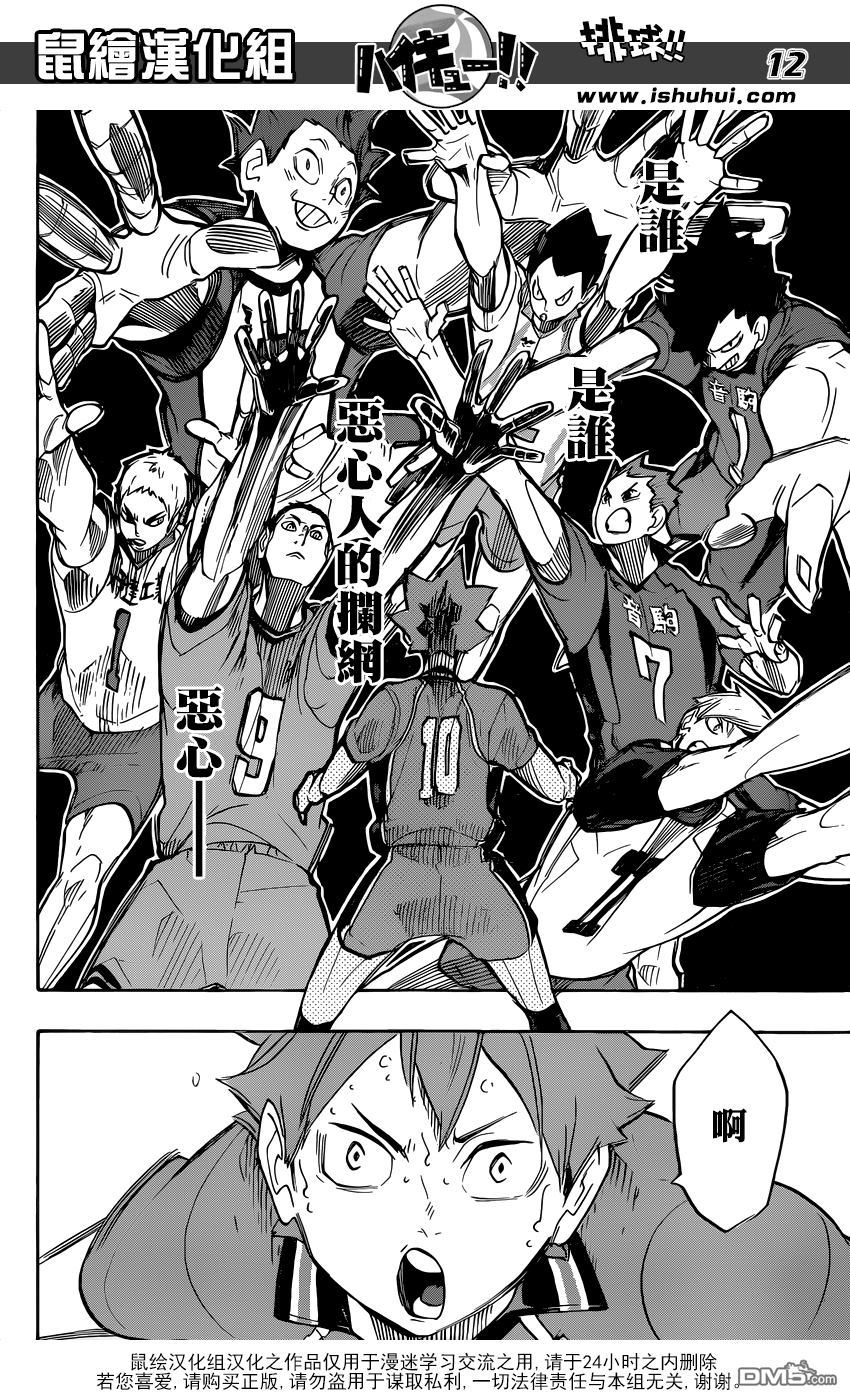 鼠繪漢化組
ハイキュー!!
排球!!
12
www.ishuhui.com
是誰
是誰
惡心人的攔網
惡心——
音駒
1
音駒
7
伊達工業
1
9
10
啊
鼠绘汉化组汉化之作品仅用于漫迷学习交流之用, 请于24小时之内删除
若您喜爱, 请购买正版, 请勿盗用于谋取私利, 一切法律责任与本组无关, 谢谢.
DM5.com